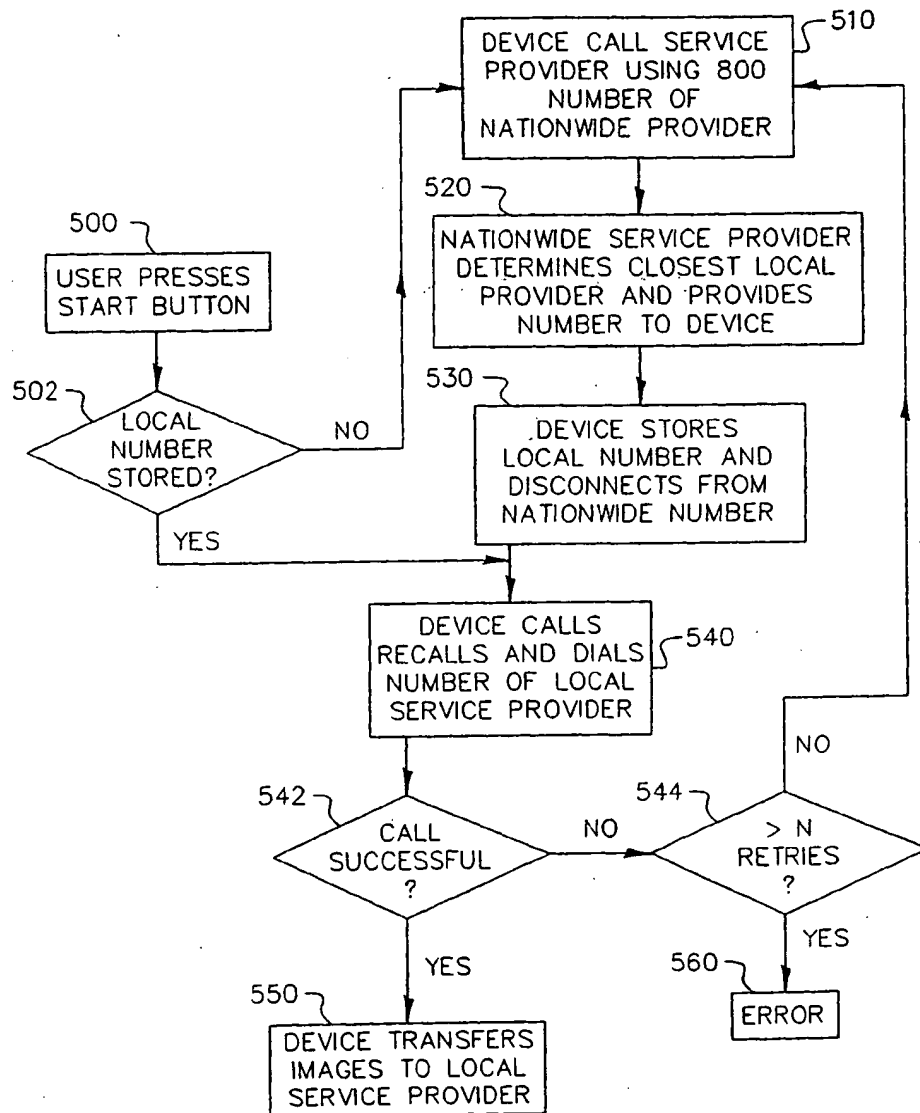 510
DEVICE CALL SERVICE
PROVIDER USING 800
NUMBER OF
NATIONWIDE PROVIDER
520
NATIONWIDE SERVICE PROVIDER
DETERMINES CLOSEST LOCAL
PROVIDER AND PROVIDES
NUMBER TO DEVICE
500
USER PRESSES
START BUTTON
502
LOCAL
NUMBER
STORED?
NO
YES
530
DEVICE STORES
LOCAL NUMBER AND
DISCONNECTS FROM
NATIONWIDE NUMBER
DEVICE CALLS
RECALLS AND DIALS
NUMBER OF LOCAL
SERVICE PROVIDER
540
542
CALL
SUCCESSFUL
?
NO
YES
544
> N
RETRIES
?
NO
YES
550
DEVICE TRANSFERS
IMAGES TO LOCAL
SERVICE PROVIDER
560
ERROR